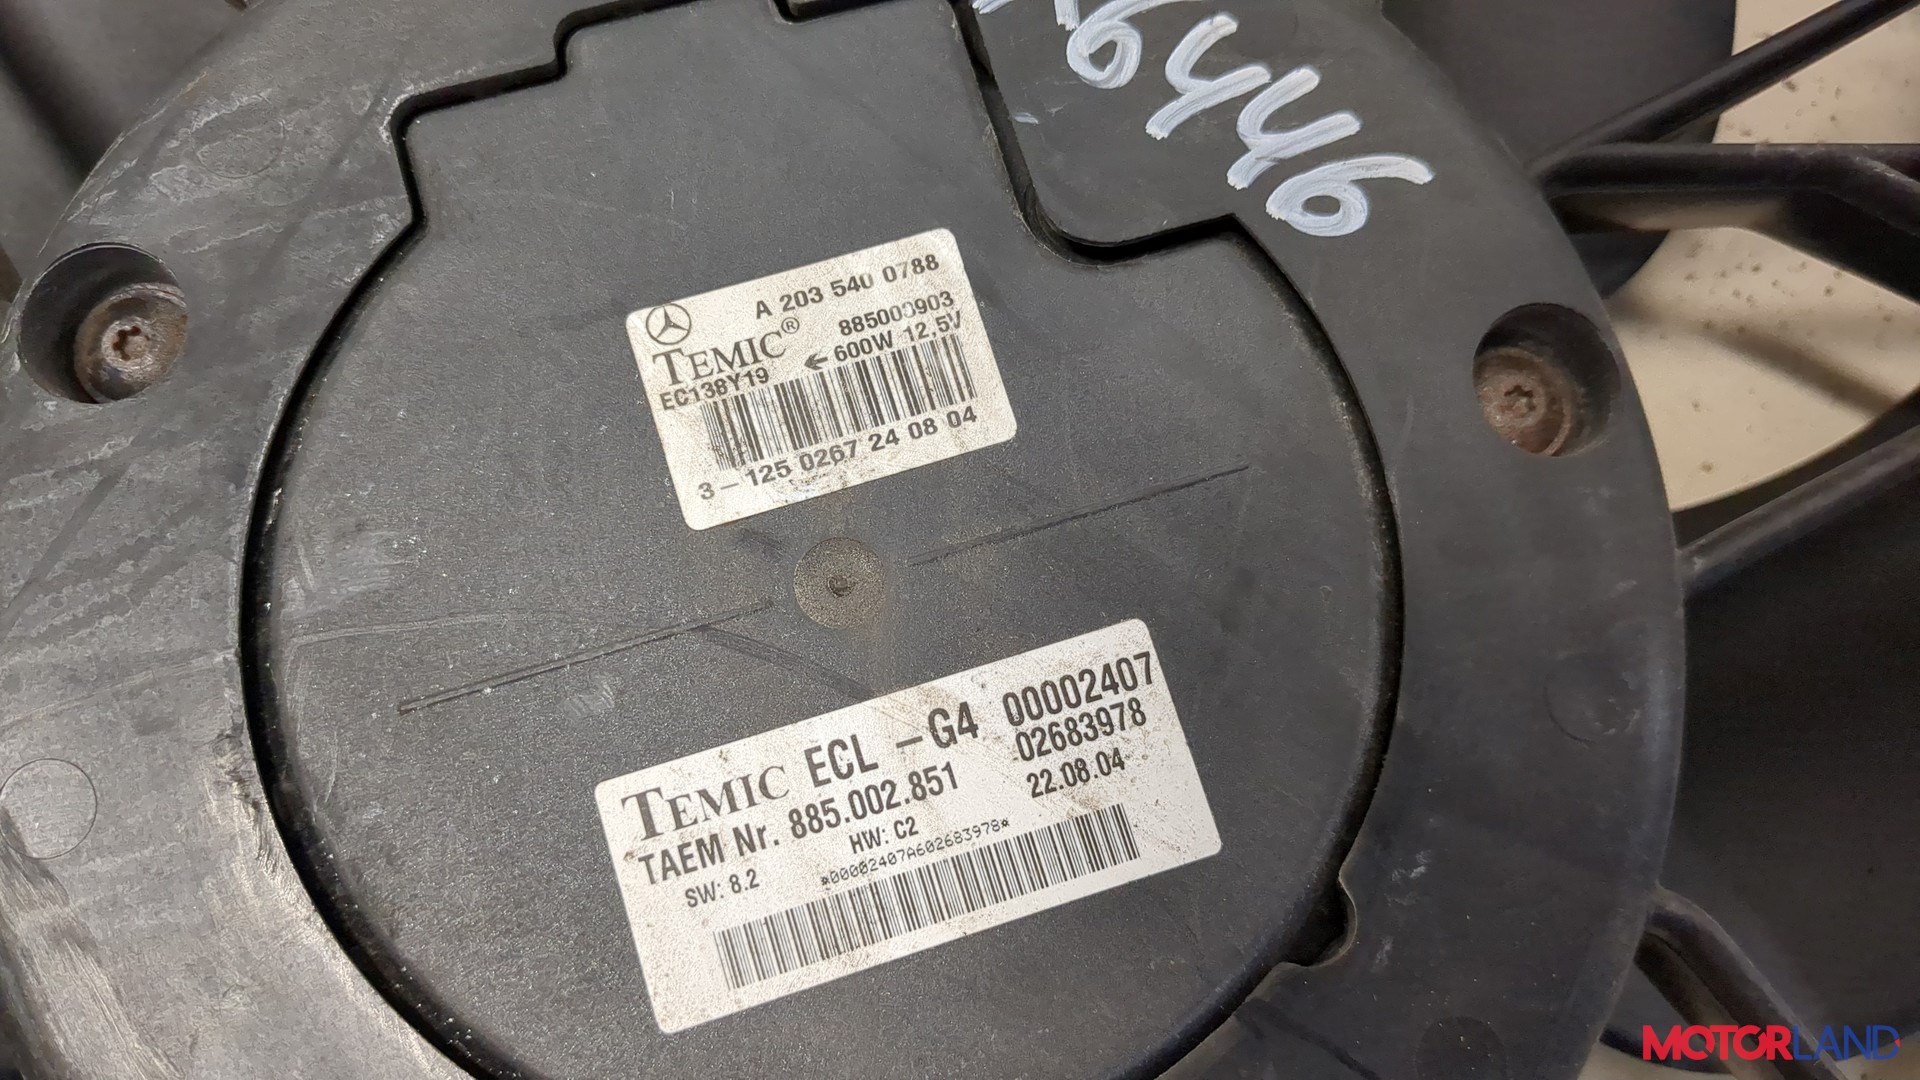 6446
A 203 540 0788
TEMIC® 885000903
EC138Y19 ← 600W 12.5V
3-125 0267 24 08 04
TEMIC ECL -G4 00002407
TAEM Nr. 885.002.851 02683978
22.08.04
SW: 8.2 HW: C2
*00002407A602683978*
MOTORLAND